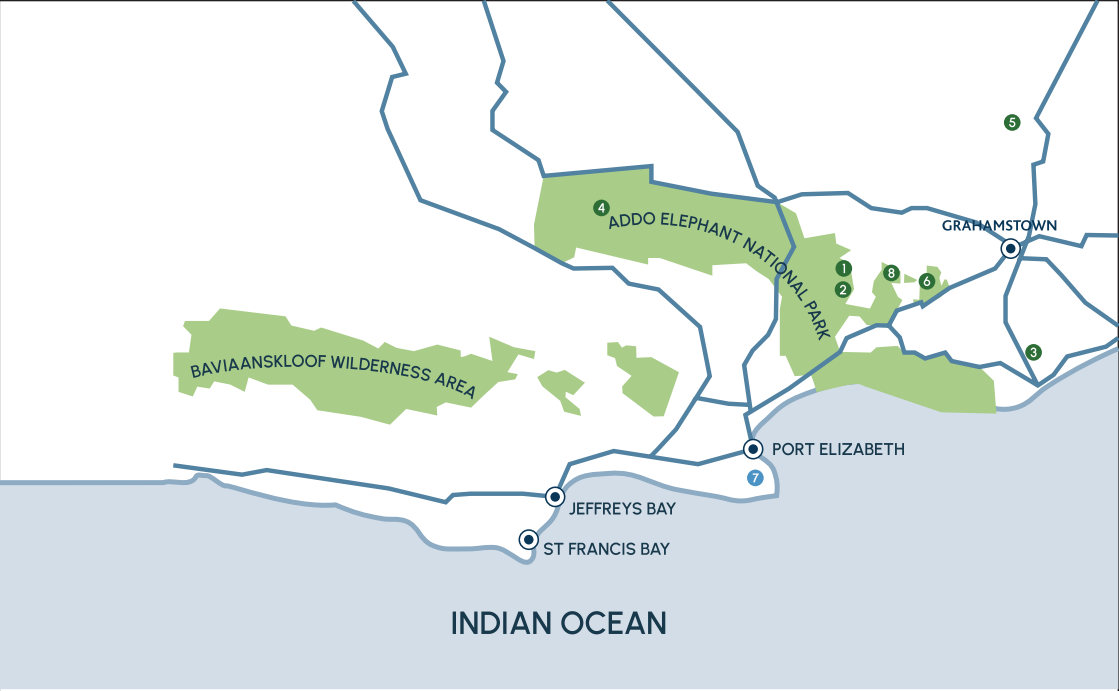 5
4
ADDO ELEPHANT NATIONAL PARK
GRAHAMSTOWN
1
8
6
2
3
BAVIAANSKLOOF WILDERNESS AREA
PORT ELIZABETH
7
JEFFREYS BAY
ST FRANCIS BAY
INDIAN OCEAN